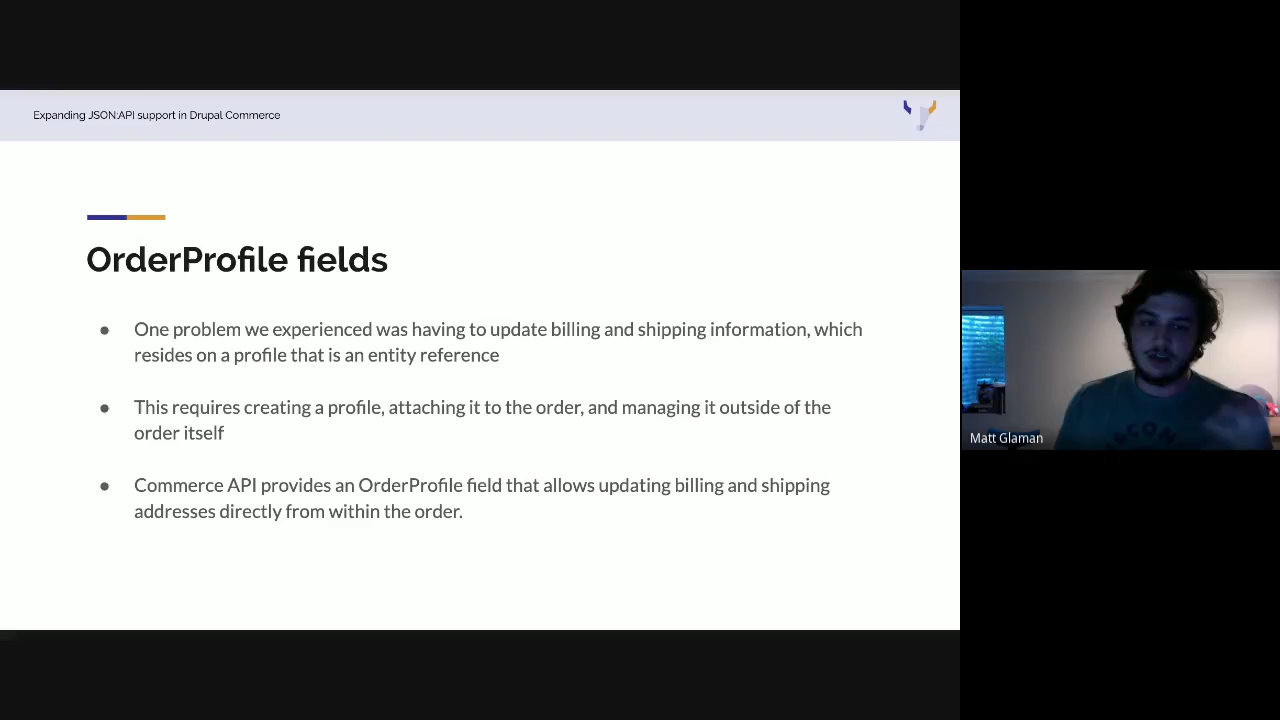 Expanding JSON:API support in Drupal Commerce
OrderProfile fields
● One problem we experienced was having to update billing and shipping information, which
resides on a profile that is an entity reference
● This requires creating a profile, attaching it to the order, and managing it outside of the
order itself
● Commerce API provides an OrderProfile field that allows updating billing and shipping
addresses directly from within the order.
Matt Glaman